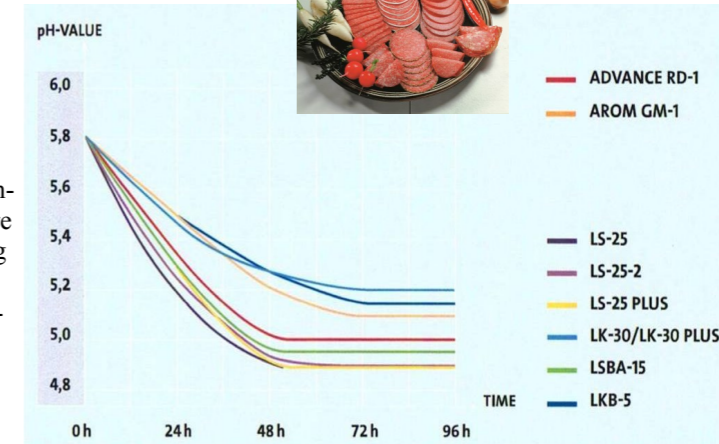 pH-VALUE
6,0
5,8
5,6
5,4
5,2
5,0
4,8
0h 24h 48h 72h 96h
TIME
ADVANCE RD-1
AROM GM-1
LS-25
LS-25-2
LS-25 PLUS
LK-30/LK-30 PLUS
LSBA-15
LKB-5